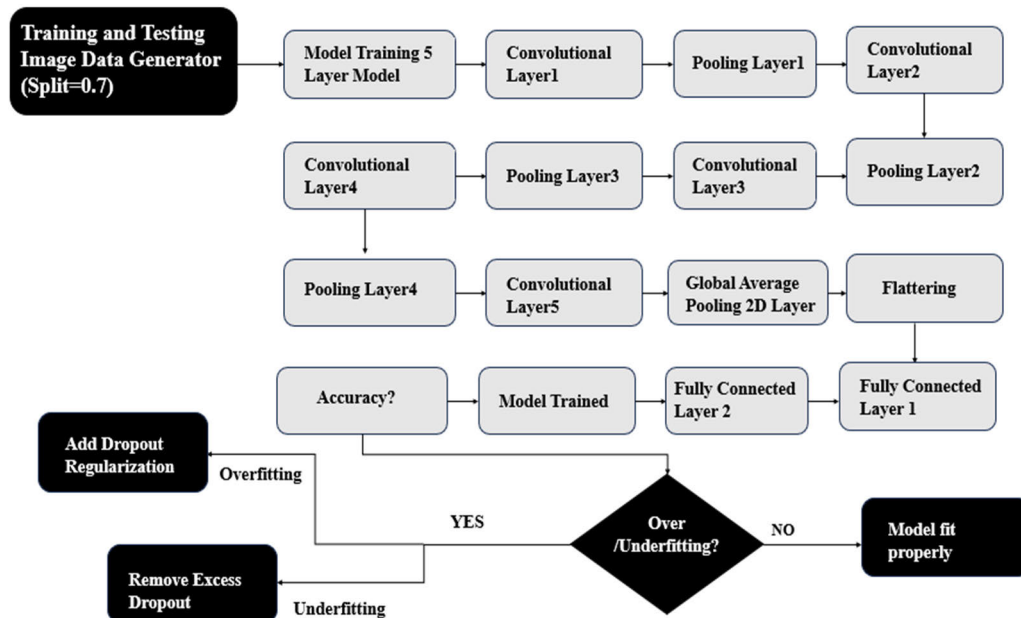 Training and Testing
Image Data Generator
(Split=0.7)
Model Training 5
Layer Model
Convolutional
Layer1
Pooling Layer1
Convolutional
Layer2
Convolutional
Layer4
Pooling Layer3
Convolutional
Layer3
Pooling Layer2
Pooling Layer4
Convolutional
Layer5
Global Average
Pooling 2D Layer
Flattering
Accuracy?
Model Trained
Fully Connected
Layer 2
Fully Connected
Layer 1
Add Dropout
Regularization
Overfitting
YES
Over
/Underfitting?
NO
Model fit
properly
Remove Excess
Dropout
Underfitting